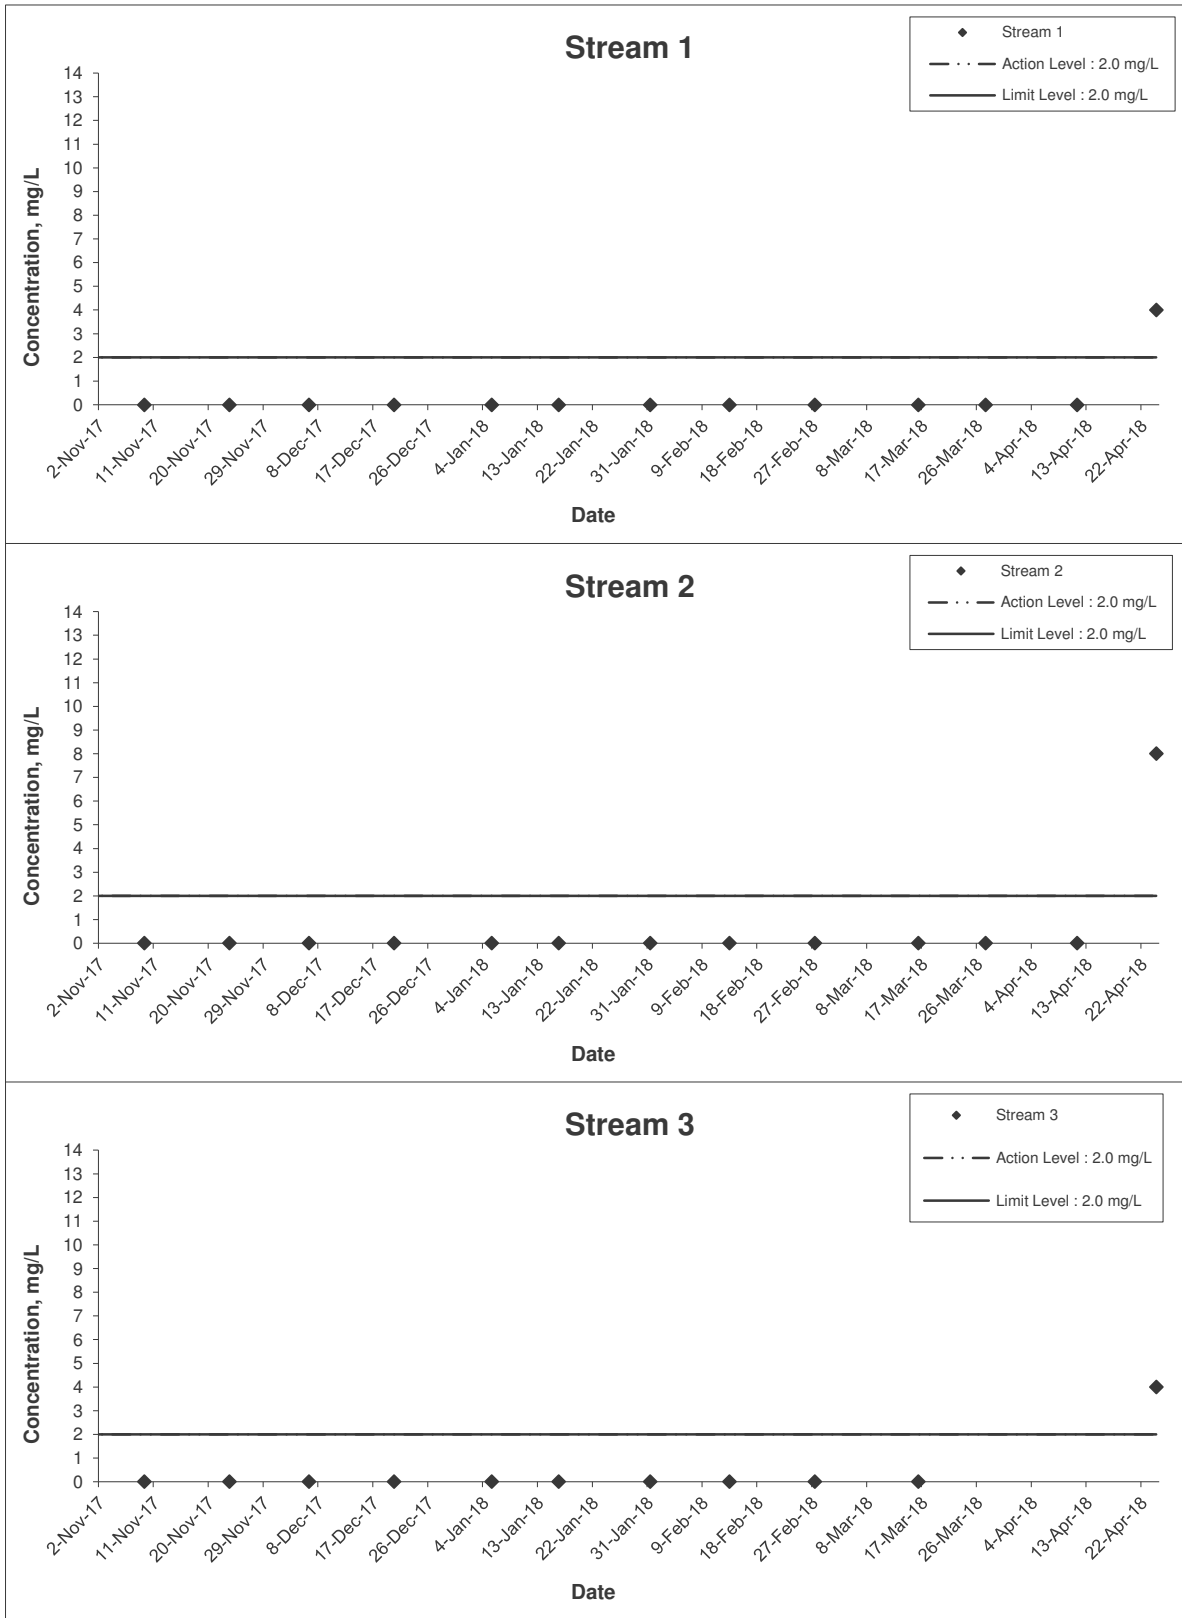 Stream 1
Stream 1
Action Level : 2.0 mg/L
Limit Level : 2.0 mg/L
Concentration, mg/L
14
13
12
11
10
9
8
7
6
5
4
3
2
1
0
2-Nov-17
11-Nov-17
20-Nov-17
29-Nov-17
8-Dec-17
17-Dec-17
26-Dec-17
4-Jan-18
13-Jan-18
22-Jan-18
31-Jan-18
9-Feb-18
18-Feb-18
27-Feb-18
8-Mar-18
17-Mar-18
26-Mar-18
4-Apr-18
13-Apr-18
22-Apr-18
Date
Stream 2
Stream 2
Action Level : 2.0 mg/L
Limit Level : 2.0 mg/L
Concentration, mg/L
14
13
12
11
10
9
8
7
6
5
4
3
2
1
0
2-Nov-17
11-Nov-17
20-Nov-17
29-Nov-17
8-Dec-17
17-Dec-17
26-Dec-17
4-Jan-18
13-Jan-18
22-Jan-18
31-Jan-18
9-Feb-18
18-Feb-18
27-Feb-18
8-Mar-18
17-Mar-18
26-Mar-18
4-Apr-18
13-Apr-18
22-Apr-18
Date
Stream 3
Stream 3
Action Level : 2.0 mg/L
Limit Level : 2.0 mg/L
Concentration, mg/L
14
13
12
11
10
9
8
7
6
5
4
3
2
1
0
2-Nov-17
11-Nov-17
20-Nov-17
29-Nov-17
8-Dec-17
17-Dec-17
26-Dec-17
4-Jan-18
13-Jan-18
22-Jan-18
31-Jan-18
9-Feb-18
18-Feb-18
27-Feb-18
8-Mar-18
17-Mar-18
26-Mar-18
4-Apr-18
13-Apr-18
22-Apr-18
Date